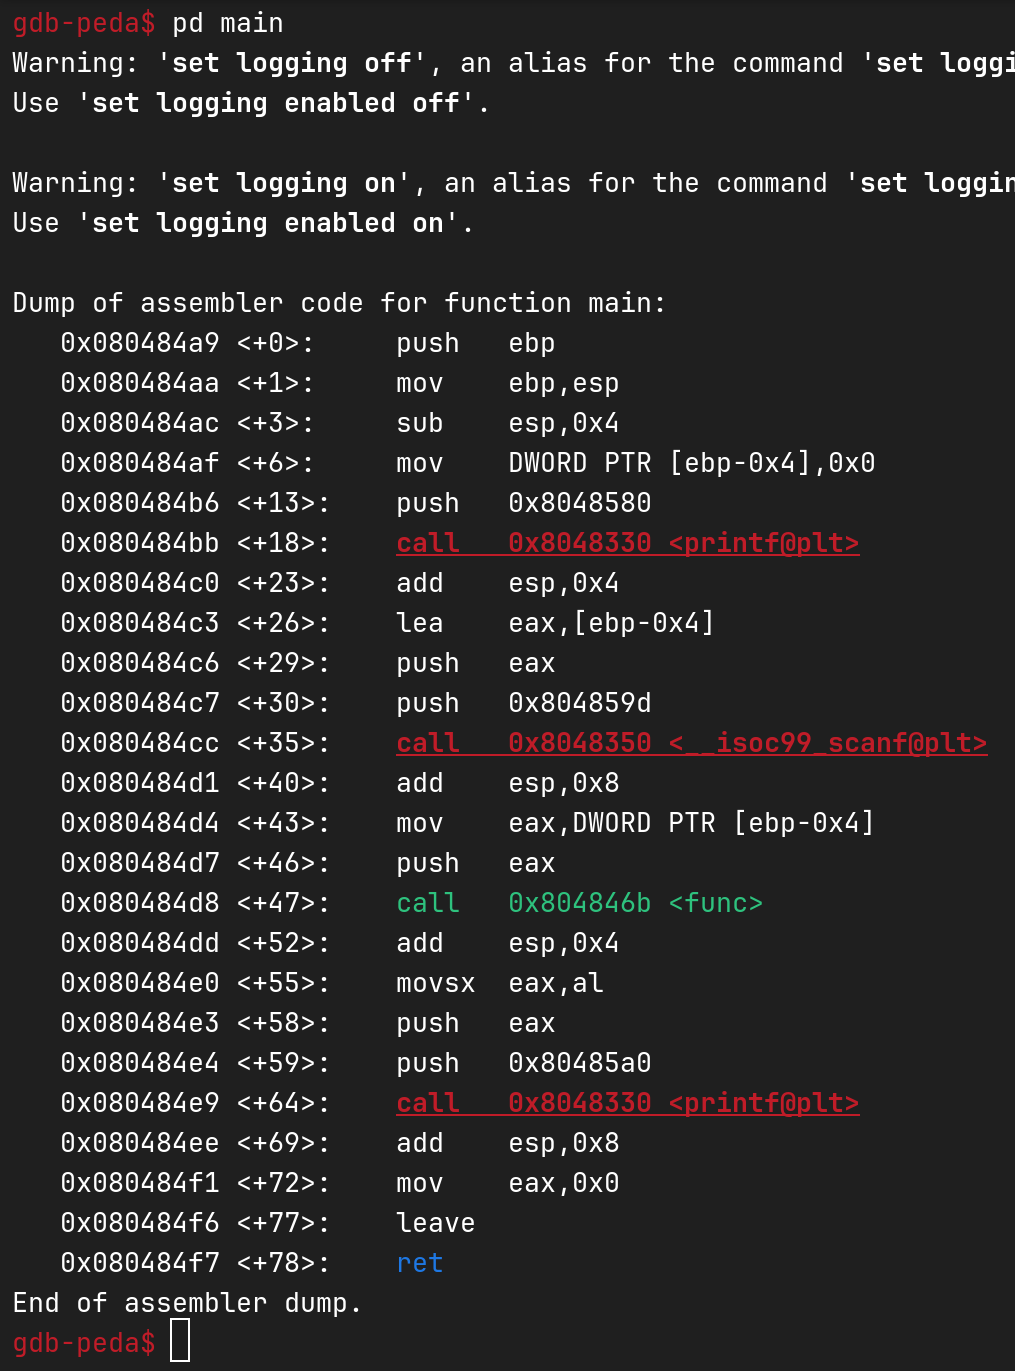 gdb-peda$ pd main
Warning: 'set logging off', an alias for the command 'set loggi
Use 'set logging enabled off'.
Warning: 'set logging on', an alias for the command 'set loggin
Use 'set logging enabled on'.
Dump of assembler code for function main:
   0x080484a9 <+0>:     push   ebp
   0x080484aa <+1>:     mov    ebp,esp
   0x080484ac <+3>:     sub    esp,0x4
   0x080484af <+6>:     mov    DWORD PTR [ebp-0x4],0x0
   0x080484b6 <+13>:    push   0x8048580
   0x080484bb <+18>:    call   0x8048330 <printf@plt>
   0x080484c0 <+23>:    add    esp,0x4
   0x080484c3 <+26>:    lea    eax,[ebp-0x4]
   0x080484c6 <+29>:    push   eax
   0x080484c7 <+30>:    push   0x804859d
   0x080484cc <+35>:    call   0x8048350 <__isoc99_scanf@plt>
   0x080484d1 <+40>:    add    esp,0x8
   0x080484d4 <+43>:    mov    eax,DWORD PTR [ebp-0x4]
   0x080484d7 <+46>:    push   eax
   0x080484d8 <+47>:    call   0x804846b <func>
   0x080484dd <+52>:    add    esp,0x4
   0x080484e0 <+55>:    movsx  eax,al
   0x080484e3 <+58>:    push   eax
   0x080484e4 <+59>:    push   0x80485a0
   0x080484e9 <+64>:    call   0x8048330 <printf@plt>
   0x080484ee <+69>:    add    esp,0x8
   0x080484f1 <+72>:    mov    eax,0x0
   0x080484f6 <+77>:    leave
   0x080484f7 <+78>:    ret
End of assembler dump.
gdb-peda$